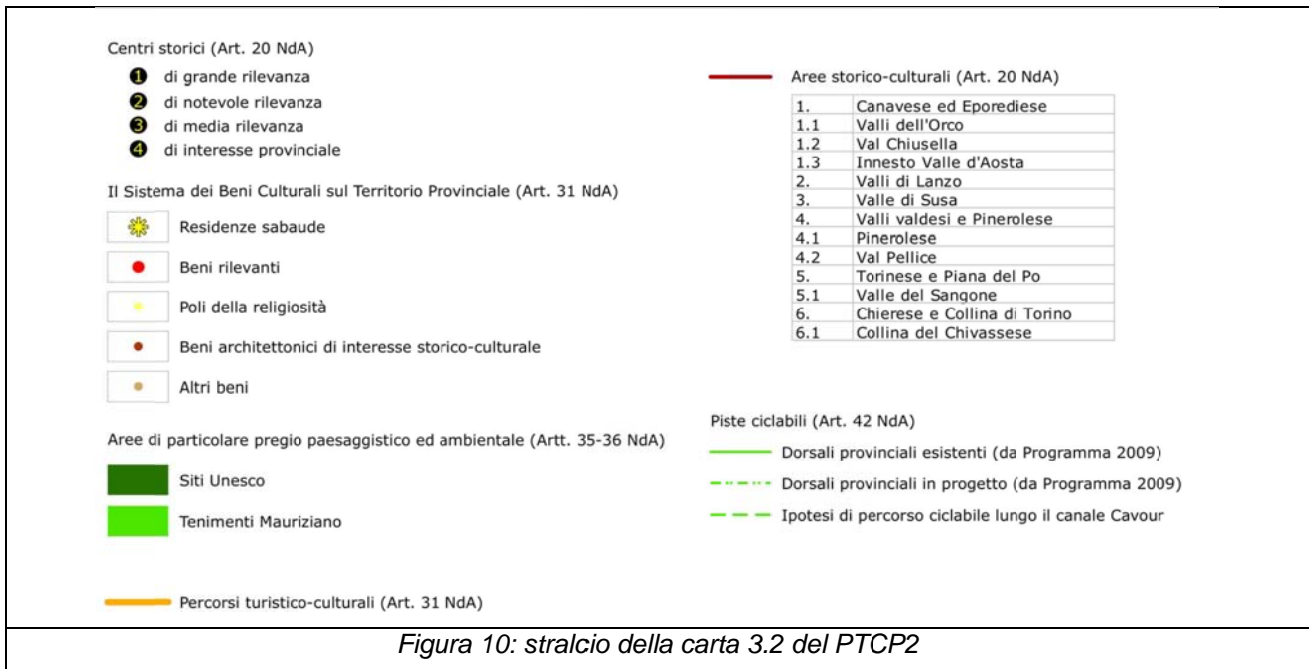 Centri storici (Art. 20 NdA)
1 di grande rilevanza
2 di notevole rilevanza
3 di media rilevanza
4 di interesse provinciale
Il Sistema dei Beni Culturali sul Territorio Provinciale (Art. 31 NdA)
Residenze sabaude
Beni rilevanti
Poli della religiosità
Beni architettonici di interesse storico-culturale
Altri beni
Aree di particolare pregio paesaggistico ed ambientale (Artt. 35-36 NdA)
Siti Unesco
Tenimenti Mauriziano
Percorsi turistico-culturali (Art. 31 NdA)
Aree storico-culturali (Art. 20 NdA)
1. Canavese ed Eporediese
1.1 Valli dell'Orco
1.2 Val Chiusella
1.3 Innesto Valle d'Aosta
2. Valli di Lanzo
3. Valle di Susa
4. Valli valdesi e Pinerolese
4.1 Pinerolese
4.2 Val Pellice
5. Torinese e Piana del Po
5.1 Valle del Sangone
6. Chierese e Collina di Torino
6.1 Collina del Chivassese
Piste ciclabili (Art. 42 NdA)
Dorsali provinciali esistenti (da Programma 2009)
Dorsali provinciali in progetto (da Programma 2009)
Ipotesi di percorso ciclabile lungo il canale Cavour
Figura 10: stralcio della carta 3.2 del PTCP2